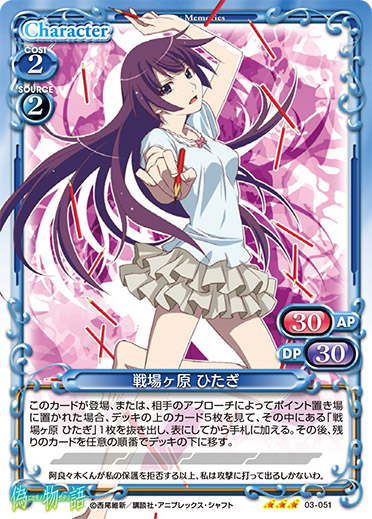 Memories
Character
COST
2
SOURCE
2
30 AP
DP 30
戦場ヶ原 ひたぎ
このカードが登場、または、相手のアプローチによってポイント置き場
に置かれた場合、デッキの上のカード5枚を見て、その中にある「戦
場ヶ原 ひたぎ」1枚を抜き出し、表にしてから手札に加える。その後、残
りのカードを任意の順番でデッキの下に移す。
阿良々木くんが私の保護を拒否する以上、私は攻撃に打って出るしかないわ。
偽物語
©西尾維新／講談社・アニプレックス・シャフト
03-051